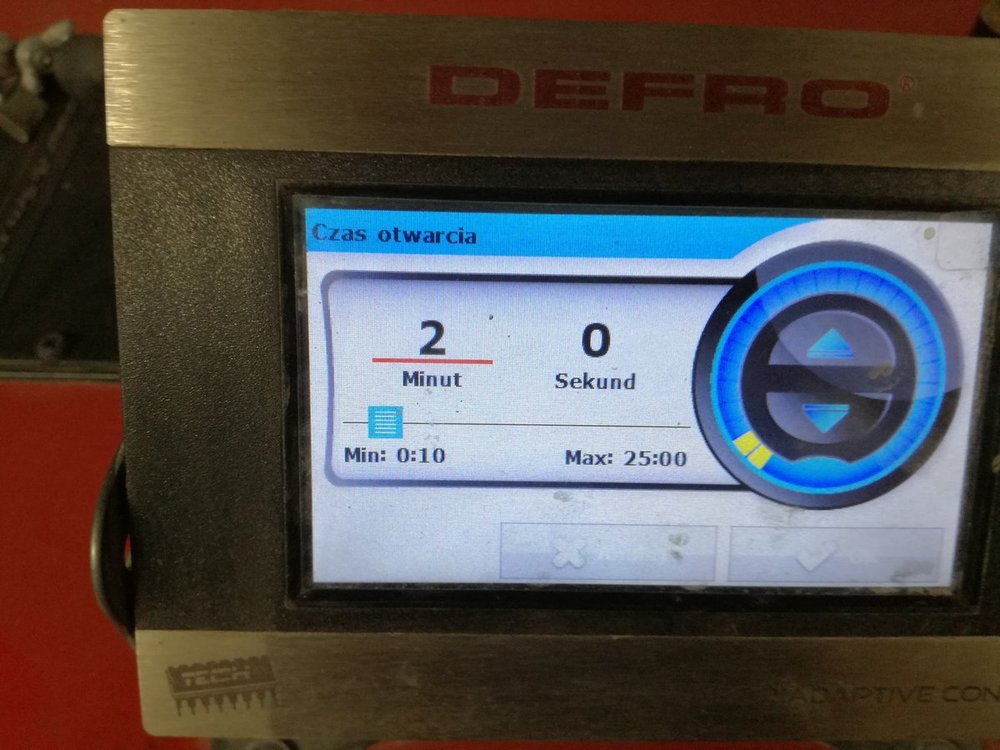 DEFRO®
Czas otwarcia
2 0
Minut Sekund
Min: 0:10 Max: 25:00
TECH
ADAPTIVE CON